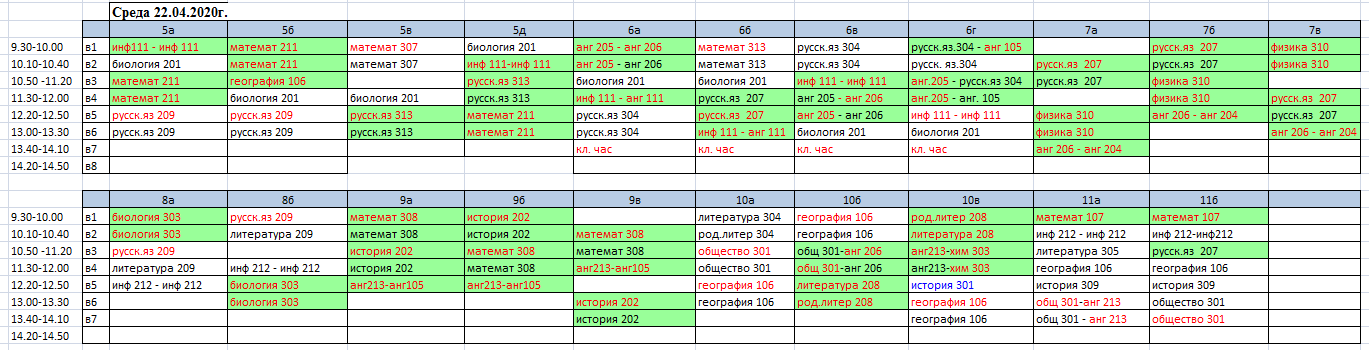 Среда 22.04.2020г.
5а 5б 5в 5д 6а 6б 6в 6г 7а 7б 7в
9.30-10.00 в1 инф111 - инф 111 математ 211 математ 307 биология 201 анг 205 - анг 206 математ 313 русск.яз 304 русск.яз.304 - анг 105 русск.яз 207 физика 310
10.10-10.40 в2 биология 201 математ 211 математ 307 инф 111-инф 111 анг 205 - анг 206 математ 313 русск.яз 304 русск. яз.304 русск.яз 207 русск.яз 207 физика 310
10.50 -11.20 в3 математ 211 география 106 русск.яз 313 биология 201 биология 201 инф 111 - инф 111 анг.205 - русск.яз 304 русск.яз 207 физика 310
11.30-12.00 в4 математ 211 биология 201 биология 201 русск.яз 313 инф 111 - анг 111 русск.яз 207 анг 205 - анг 206 анг.205 - анг. 105 физика 310 русск.яз 207
12.20-12.50 в5 русск.яз 209 русск.яз 209 русск.яз 313 математ 211 русск.яз 304 русск.яз 207 анг 205 - анг 206 инф 111 - инф 111 физика 310 анг 206 - анг 204 русск.яз 207
13.00-13.30 в6 русск.яз 209 русск.яз 209 русск.яз 313 математ 211 русск.яз 304 инф 111 - анг 111 биология 201 биология 201 физика 310 анг 206 - анг 204
13.40-14.10 в7 кл. час кл. час кл. час кл. час анг 206 - анг 204
14.20-14.50 в8
8а 8б 9а 9б 9в 10а 10б 10в 11а 11б
9.30-10.00 в1 биология 303 русск.яз 209 математ 308 история 202 литература 304 география 106 род.литер 208 математ 107 математ 107
10.10-10.40 в2 биология 303 литература 209 математ 308 история 202 математ 308 род.литер 304 география 106 литература 208 инф 212 - инф 212 инф 212-инф212
10.50 -11.20 в3 русск.яз 209 история 202 математ 308 математ 308 общество 301 общ 301-анг 206 анг213-хим 303 литература 305 русск.яз 207
11.30-12.00 в4 литература 209 инф 212 - инф 212 история 202 математ 308 анг213-анг105 общество 301 общ 301-анг 206 анг213-хим 303 география 106 география 106
12.20-12.50 в5 инф 212 - инф 212 биология 303 анг213-анг105 анг213-анг105 география 106 литература 208 история 301 история 309 история 309
13.00-13.30 в6 биология 303 история 202 география 106 род.литер 208 география 106 общ 301-анг 213 общество 301
13.40-14.10 в7 история 202 география 106 общ 301 - анг 213 общество 301
14.20-14.50